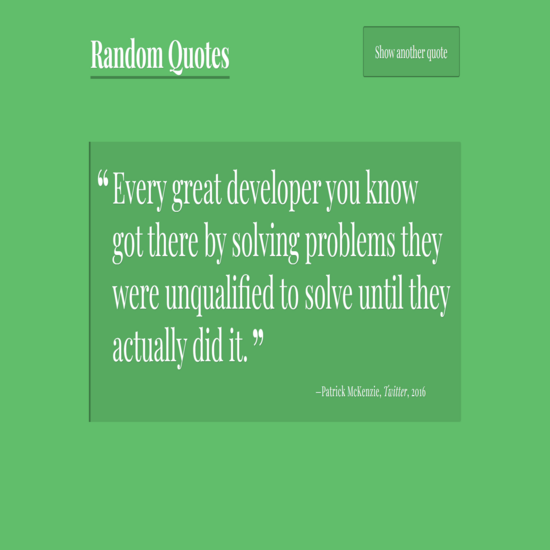 Random Quotes
Show another quote
“Every great developer you know
got there by solving problems they
were unqualified to solve until they
actually did it.”
–Patrick McKenzie, Twitter, 2016